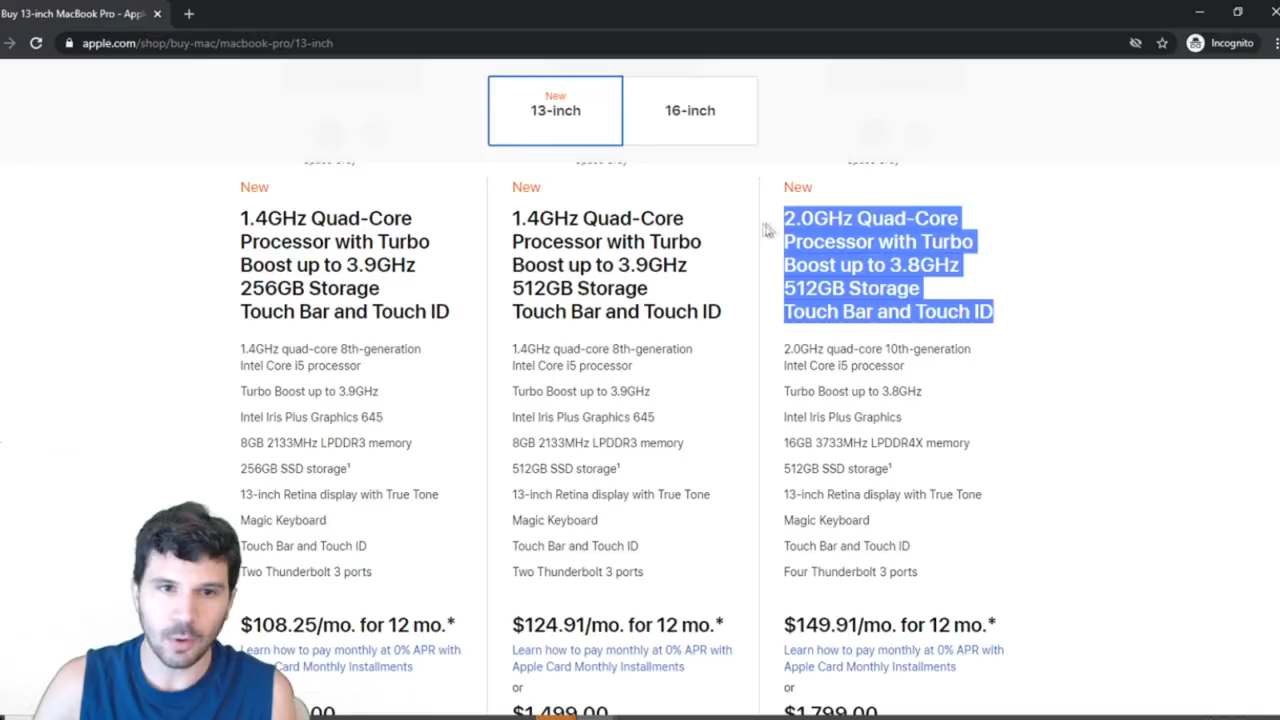 Buy 13-inch MacBook Pro - App
apple.com/shop/buy-mac/macbook-pro/13-inch
Incognito
New
13-inch
16-inch
New
1.4GHz Quad-Core
Processor with Turbo
Boost up to 3.9GHz
256GB Storage
Touch Bar and Touch ID
1.4GHz quad-core 8th-generation
Intel Core i5 processor
Turbo Boost up to 3.9GHz
Intel Iris Plus Graphics 645
8GB 2133MHz LPDDR3 memory
256GB SSD storage¹
13-inch Retina display with True Tone
Magic Keyboard
Touch Bar and Touch ID
Two Thunderbolt 3 ports
$108.25/mo. for 12 mo.*
Learn how to pay monthly at 0% APR with
Card Monthly Installments
New
1.4GHz Quad-Core
Processor with Turbo
Boost up to 3.9GHz
512GB Storage
Touch Bar and Touch ID
1.4GHz quad-core 8th-generation
Intel Core i5 processor
Turbo Boost up to 3.9GHz
Intel Iris Plus Graphics 645
8GB 2133MHz LPDDR3 memory
512GB SSD storage¹
13-inch Retina display with True Tone
Magic Keyboard
Touch Bar and Touch ID
Two Thunderbolt 3 ports
$124.91/mo. for 12 mo.*
Learn how to pay monthly at 0% APR with
Apple Card Monthly Installments
or
$1,499.00
New
2.0GHz Quad-Core
Processor with Turbo
Boost up to 3.8GHz
512GB Storage
Touch Bar and Touch ID
2.0GHz quad-core 10th-generation
Intel Core i5 processor
Turbo Boost up to 3.8GHz
Intel Iris Plus Graphics
16GB 3733MHz LPDDR4X memory
512GB SSD storage¹
13-inch Retina display with True Tone
Magic Keyboard
Touch Bar and Touch ID
Four Thunderbolt 3 ports
$149.91/mo. for 12 mo.*
Learn how to pay monthly at 0% APR with
Apple Card Monthly Installments
or
$1,799.00